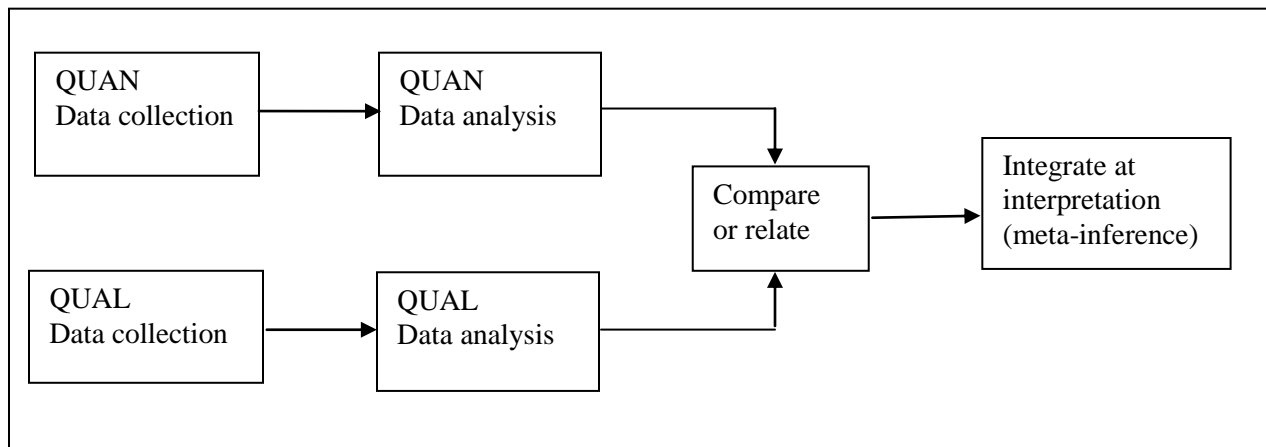 QUAN
Data collection
QUAN
Data analysis
Compare
or relate
Integrate at
interpretation
(meta-inference)
QUAL
Data collection
QUAL
Data analysis